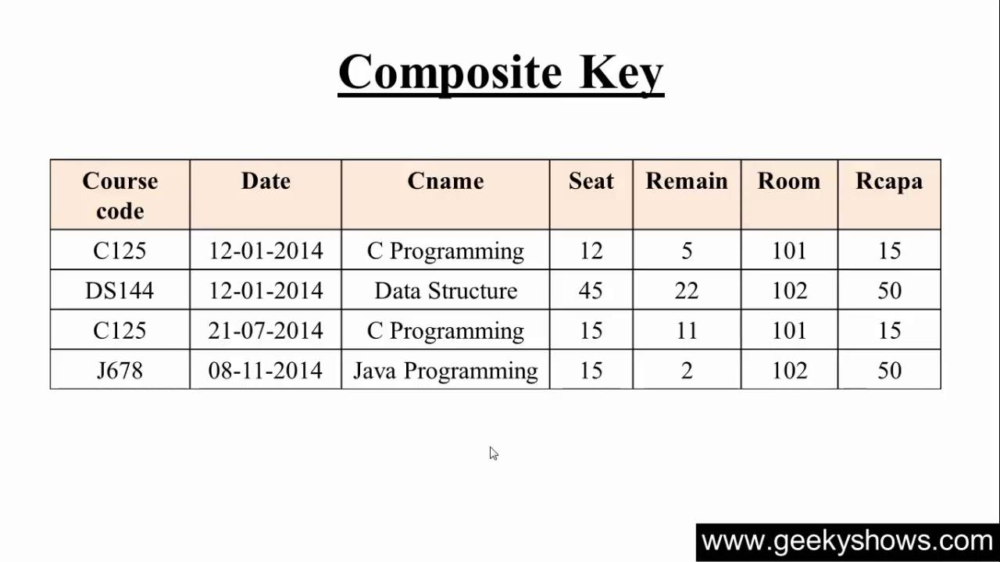 Composite Key
Course code Date Cname Seat Remain Room Rcapa
C125 12-01-2014 C Programming 12 5 101 15
DS144 12-01-2014 Data Structure 45 22 102 50
C125 21-07-2014 C Programming 15 11 101 15
J678 08-11-2014 Java Programming 15 2 102 50
www.geekyshows.com